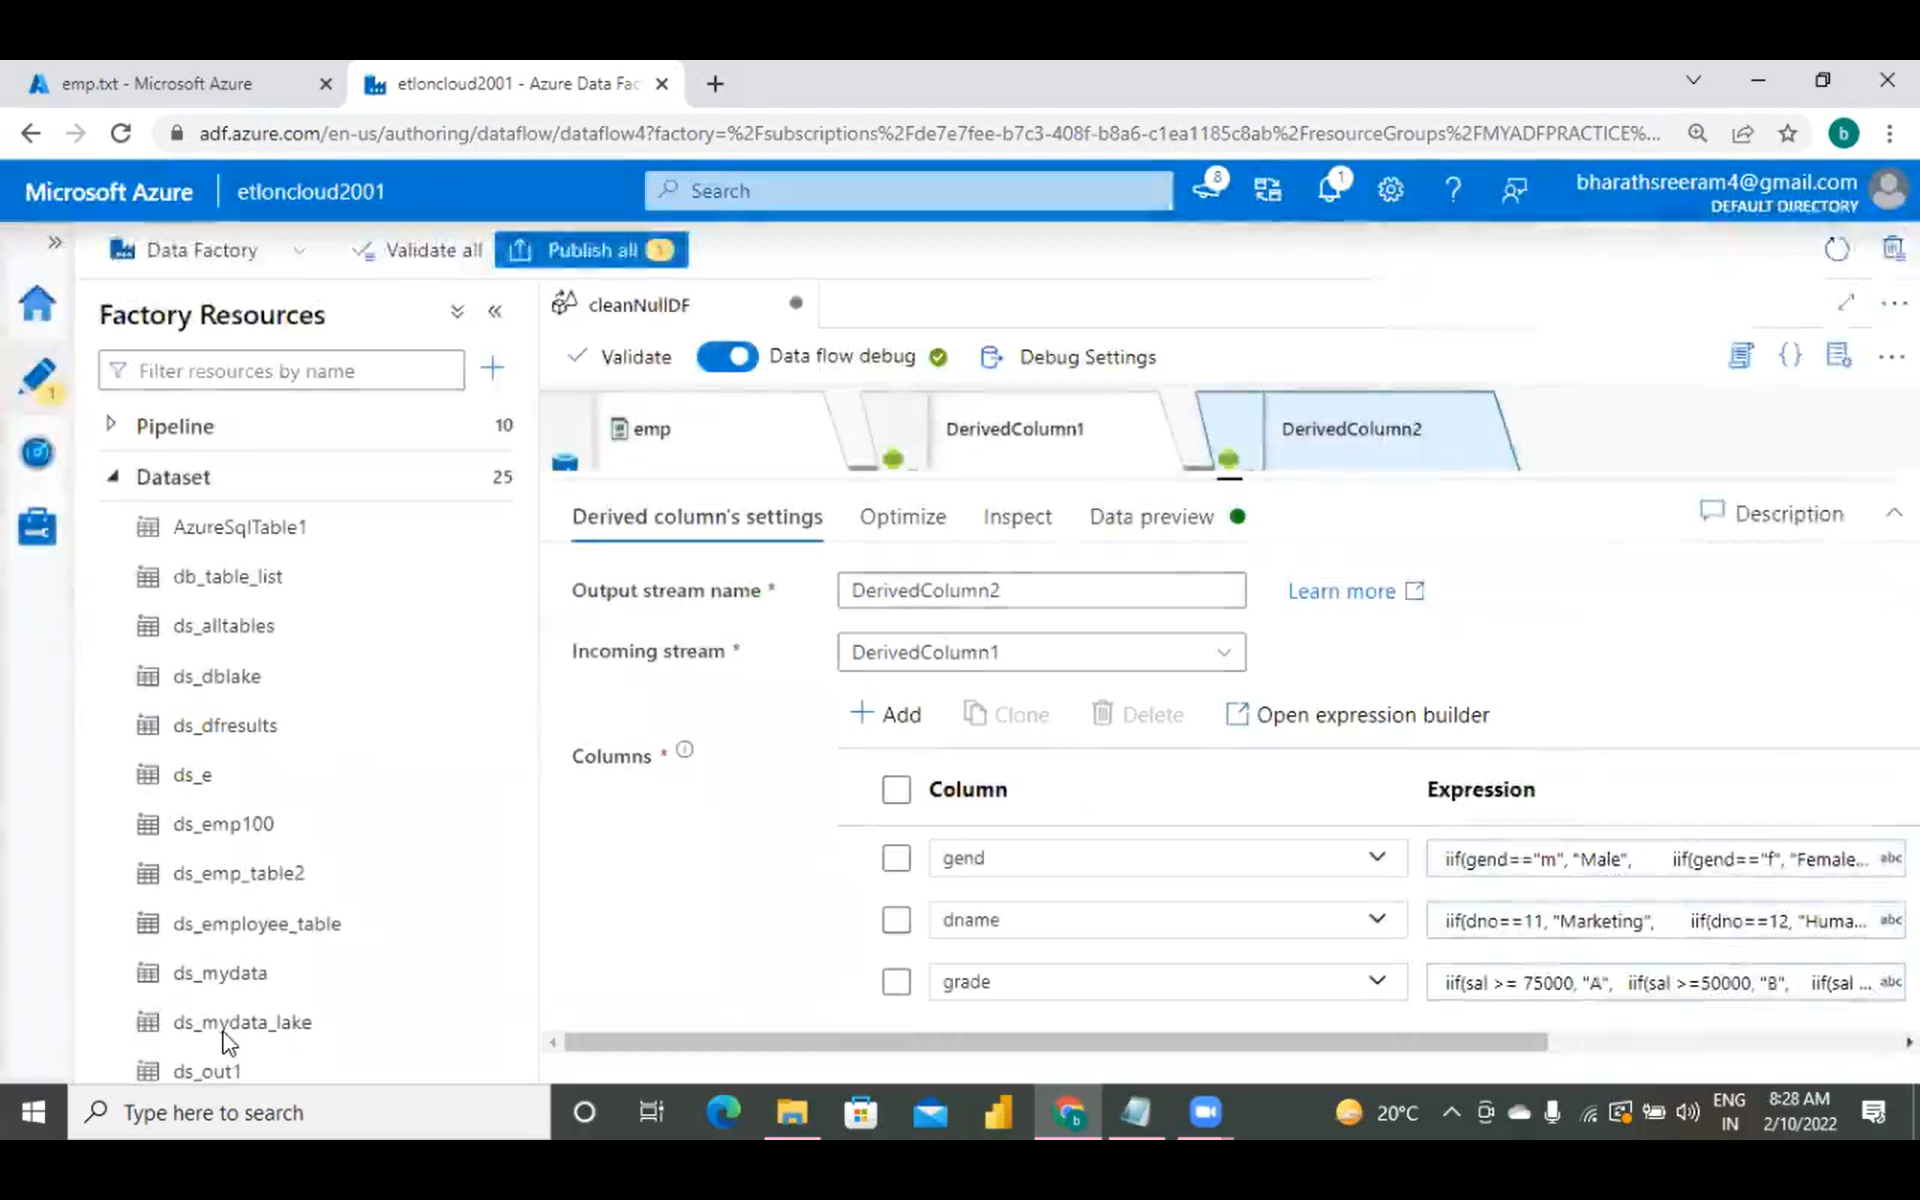 emp.txt - Microsoft Azure
etloncloud2001 - Azure Data Fac
adf.azure.com/en-us/authoring/dataflow/dataflow4?factory=%2Fsubscriptions%2Fde7e7fee-b7c3-408f-b8a6-c1ea1185c8ab%2FresourceGroups%2FMYADFPRACTICE%...
b
Microsoft Azure
etloncloud2001
Search
8
1
bharathsreeram4@gmail.com
DEFAULT DIRECTORY
Data Factory
Validate all
Publish all 1
Factory Resources
cleanNullDF
Validate
Data flow debug
Debug Settings
Filter resources by name
1
Pipeline 10
Dataset 25
AzureSqlTable1
db_table_list
ds_alltables
ds_dblake
ds_dfresults
ds_e
ds_emp100
ds_emp_table2
ds_employee_table
ds_mydata
ds_mydata_lake
ds_out1
emp
DerivedColumn1
DerivedColumn2
Derived column's settings
Optimize
Inspect
Data preview
Description
Output stream name *
DerivedColumn2
Learn more
Incoming stream *
DerivedColumn1
Add
Clone
Delete
Open expression builder
Columns *
Column
Expression
gend
iif(gend=="m", "Male", iif(gend=="f", "Female... abc
dname
iif(dno==11, "Marketing", iif(dno==12, "Huma... abc
grade
iif(sal >= 75000, "A", iif(sal >=50000, "B", iif(sal ... abc
Type here to search
20°C
ENG
IN
8:28 AM
2/10/2022